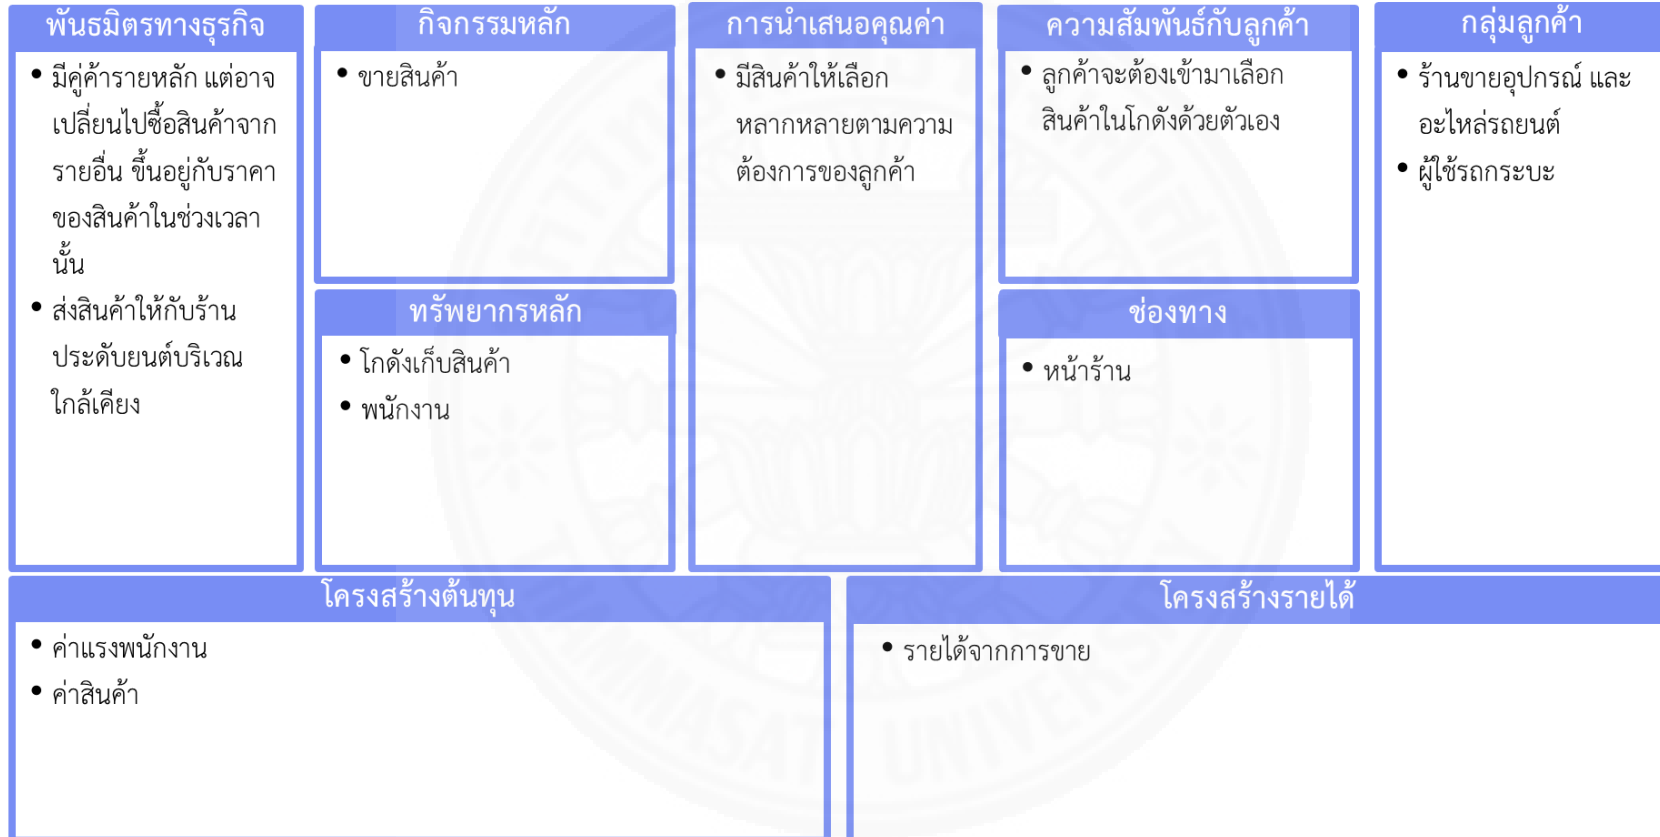 พันธมิตรทางธุรกิจ
• มีคู่ค้ารายหลัก แต่อาจ
เปลี่ยนไปซื้อสินค้าจาก
รายอื่น ขึ้นอยู่กับราคา
ของสินค้าในช่วงเวลา
นั้น
• ส่งสินค้าให้กับร้าน
ประดับยนต์บริเวณ
ใกล้เคียง
กิจกรรมหลัก
• ขายสินค้า
ทรัพยากรหลัก
• โกดังเก็บสินค้า
• พนักงาน
การนำเสนอคุณค่า
• มีสินค้าให้เลือก
หลากหลายตามความ
ต้องการของลูกค้า
ความสัมพันธ์กับลูกค้า
• ลูกค้าจะต้องเข้ามาเลือก
สินค้าในโกดังด้วยตัวเอง
ช่องทาง
• หน้าร้าน
กลุ่มลูกค้า
• ร้านขายอุปกรณ์ และ
อะไหล่รถยนต์
• ผู้ใช้รถกระบะ
โครงสร้างต้นทุน
• ค่าแรงพนักงาน
• ค่าสินค้า
โครงสร้างรายได้
• รายได้จากการขาย
THAMMASAT UNIVERSITY